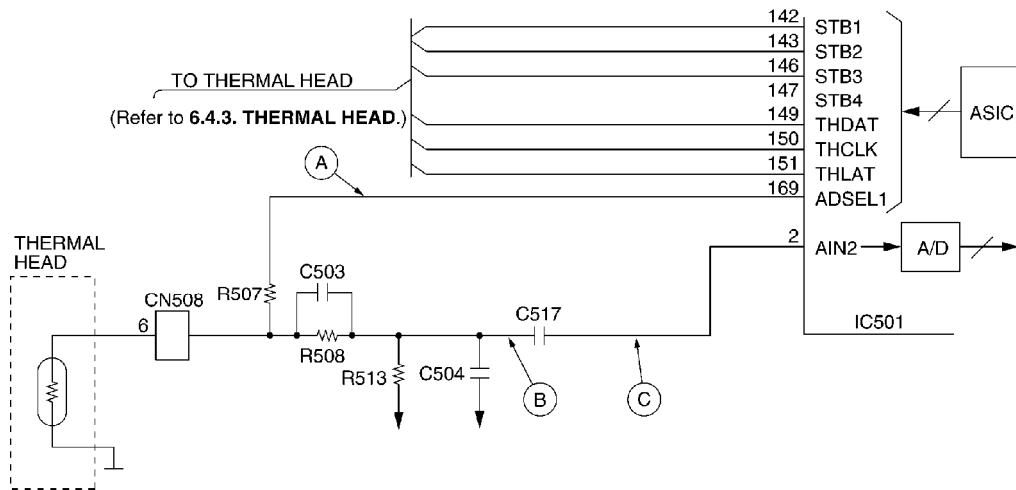 142
STB1
143
STB2
146
STB3
TO THERMAL HEAD
147
STB4
(Refer to 6.4.3. THERMAL HEAD.)
149
THDAT
ASIC
150
THCLK
151
THLAT
A
169
ADSEL1
THERMAL
HEAD
2
AIN2
A/D
C503
CN508
R507
6
C517
IC501
R508
R513
C504
B
C